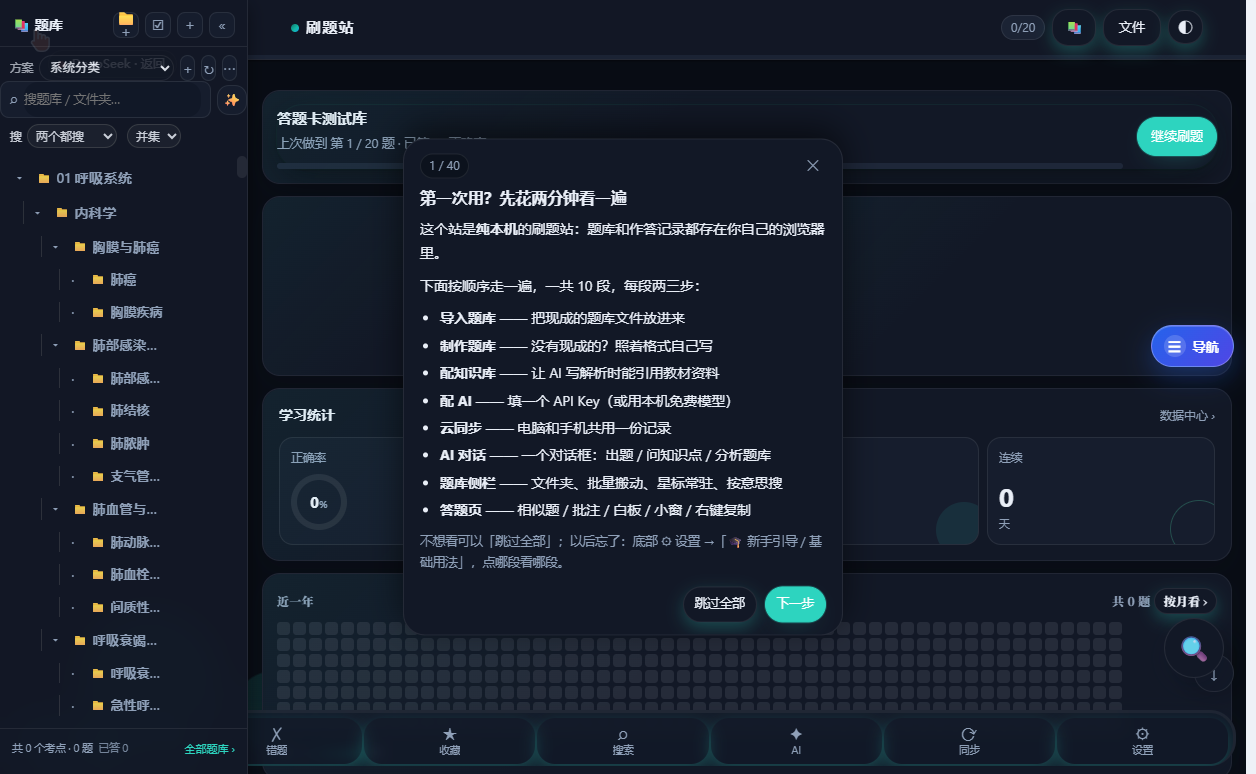 题库
+
+
«
方案
系统分类
+
↻
…
搜题库 / 文件夹...
搜
两个都搜
并集
01 呼吸系统
内科学
胸膜与肺癌
肺癌
胸膜疾病
肺部感染...
肺部感...
肺结核
肺脓肿
支气管...
肺血管与...
肺动脉...
肺血栓...
间质性...
呼吸衰竭...
呼吸衰...
急性呼...
共 0 个考点 · 0 题 已答 0
全部题库 ›
刷题站
0/20
文件
答题卡测试库
上次做到 第 1 / 20 题 ·
继续刷题
导航
学习统计
数据中心 ›
正确率
0%
连续
0
天
近一年
共 0 题
按月看 ›
↓
1 / 40
第一次用？先花两分钟看一遍
这个站是纯本机的刷题站：题库和作答记录都存在你自己的浏览器
里。
下面按顺序走一遍，一共 10 段，每段两三步：
• 导入题库 —— 把现成的题库文件放进来
• 制作题库 —— 没有现成的？照着格式自己写
• 配知识库 —— 让 AI 写解析时能引用教材资料
• 配 AI —— 填一个 API Key（或用本机免费模型）
• 云同步 —— 电脑和手机共用一份记录
• AI 对话 —— 一个对话框：出题 / 问知识点 / 分析题库
• 题库侧栏 —— 文件夹、批量搬动、星标常驻、按意思搜
• 答题页 —— 相似题 / 批注 / 白板 / 小窗 / 右键复制
不想看可以「跳过全部」；以后忘了：底部 ⚙ 设置 →「🎓 新手引导 / 基
础用法」，点哪段看哪段。
跳过全部
下一步
错题
收藏
搜索
AI
同步
设置